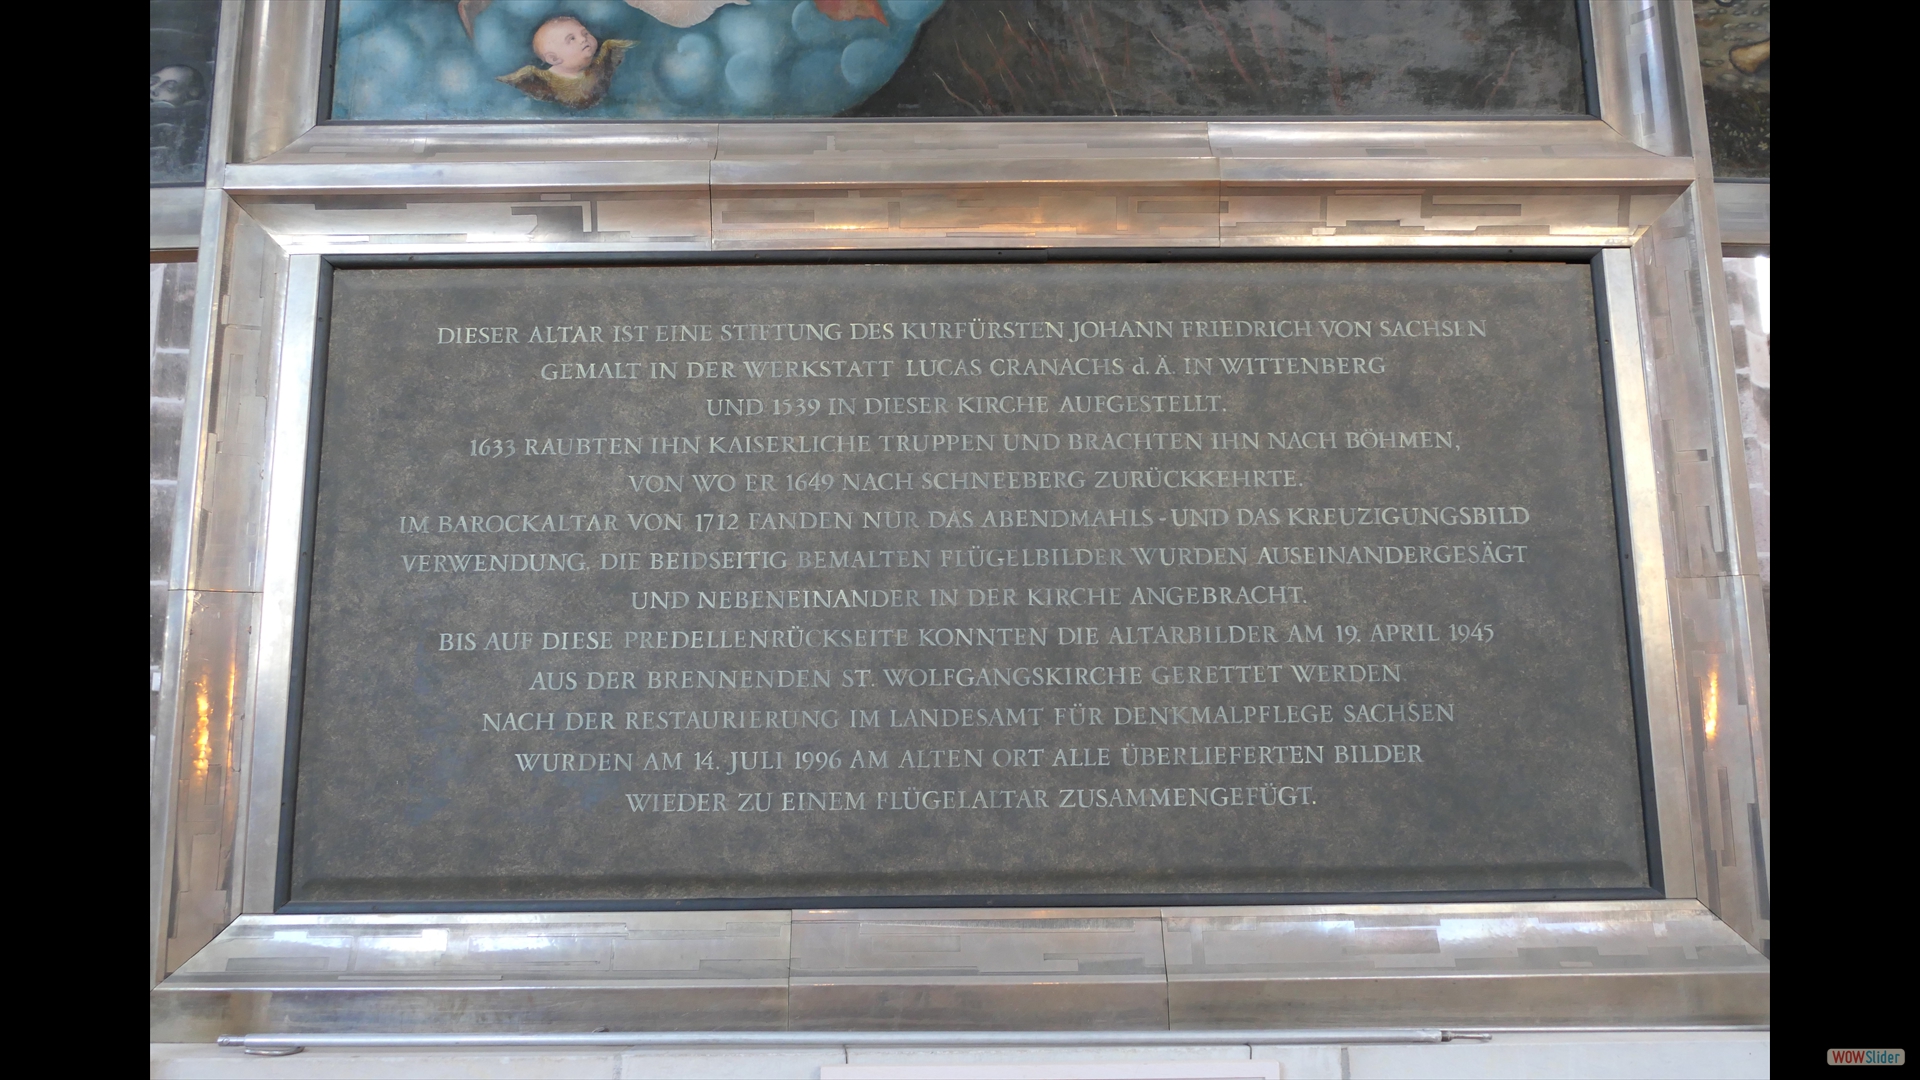 DIESER ALTAR IST EINE STIFTUNG DES KURFÜRSTEN JOHANN FRIEDRICH VON SACHSEN
GEMALT IN DER WERKSTATT LUCAS CRANACHS d. Ä. IN WITTENBERG
UND 1539 IN DIESER KIRCHE AUFGESTELLT.
1633 RAUBTEN IHN KAISERLICHE TRUPPEN UND BRACHTEN IHN NACH BÖHMEN,
VON WO ER 1649 NACH SCHNEEBERG ZURÜCKKEHRTE.
IM BAROCKALTAR VON 1712 FANDEN NUR DAS ABENDMAHLS-UND DAS KREUZIGUNGSBILD
VERWENDUNG. DIE BEIDSEITIG BEMALTEN FLÜGELBILDER WURDEN AUSEINANDERGESÄGT
UND NEBENEINANDER IN DER KIRCHE ANGEBRACHT.
BIS AUF DIESE PREDELLENRÜCKSEITE KONNTEN DIE ALTARBILDER AM 19. APRIL 1945
AUS DER BRENNENDEN ST. WOLFGANGSKIRCHE GERETTET WERDEN.
NACH DER RESTAURIERUNG IM LANDESAMT FÜR DENKMALPFLEGE SACHSEN
WURDEN AM 14. JULI 1996 AM ALTEN ORT ALLE ÜBERLIEFERTEN BILDER
WIEDER ZU EINEM FLÜGELALTAR ZUSAMMENGEFÜGT.
WOWSlider